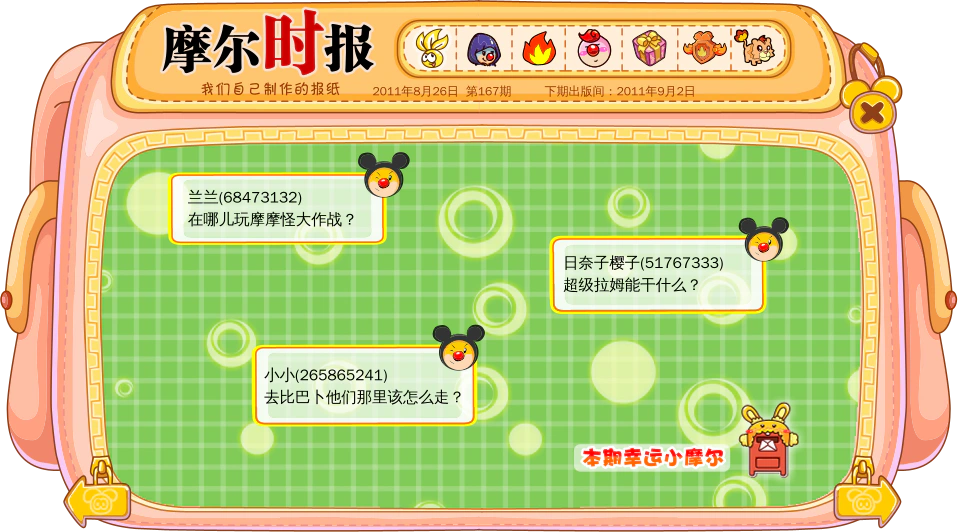 摩尔时报
我们自己制作的报纸
2011年8月26日 第167期
下期出版间：2011年9月2日
兰兰(68473132)
在哪儿玩摩摩怪大作战？
日奈子樱子(51767333)
超级拉姆能干什么？
小小(265865241)
去比巴卜他们那里该怎么走？
本期幸运小摩尔